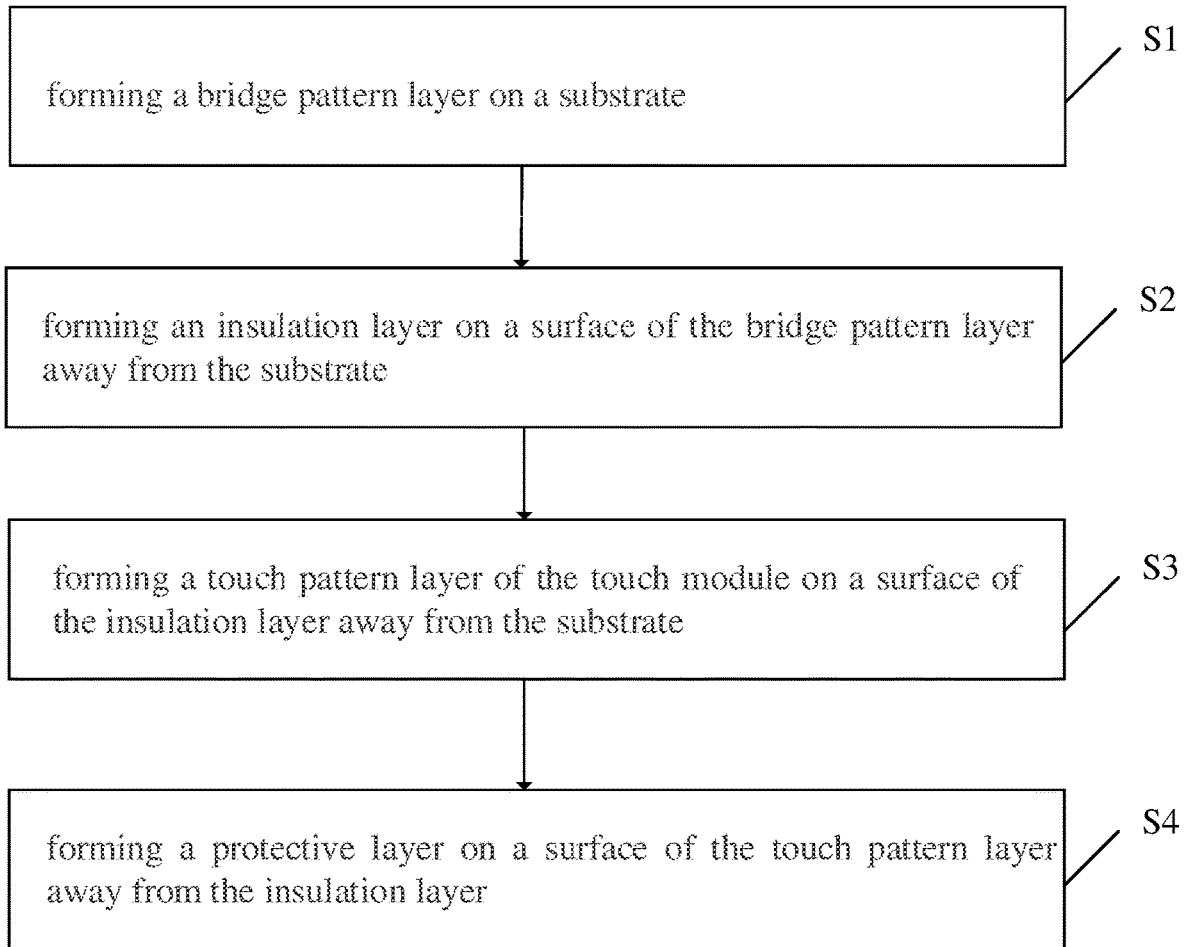 S1
forming a bridge pattern layer on a substrate
S2
forming an insulation layer on a surface of the bridge pattern layer
away from the substrate
S3
forming a touch pattern layer of the touch module on a surface of
the insulation layer away from the substrate
S4
forming a protective layer on a surface of the touch pattern layer
away from the insulation layer